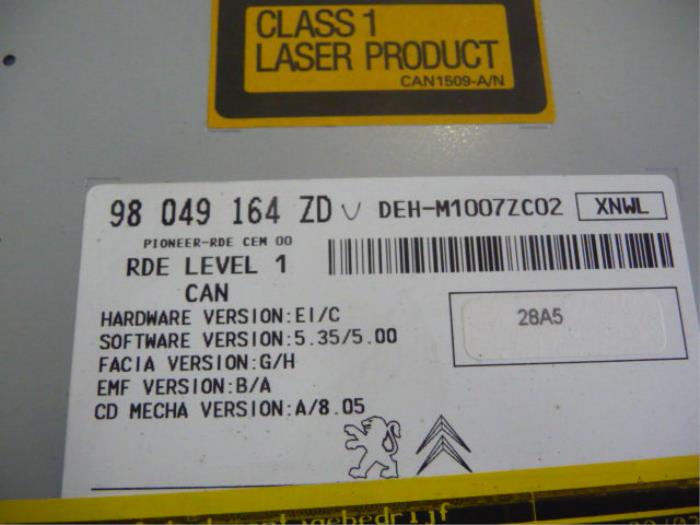 CLASS 1
LASER PRODUCT
CAN1509-A/N
98 049 164 ZD V DEH-M1007ZC02 XNWL
PIONEER-RDE CEM 00
RDE LEVEL 1
CAN
HARDWARE VERSION:EI/C
28A5
SOFTWARE VERSION:5.35/5.00
FACIA VERSION:G/H
EMF VERSION:B/A
CD MECHA VERSION:A/8.05